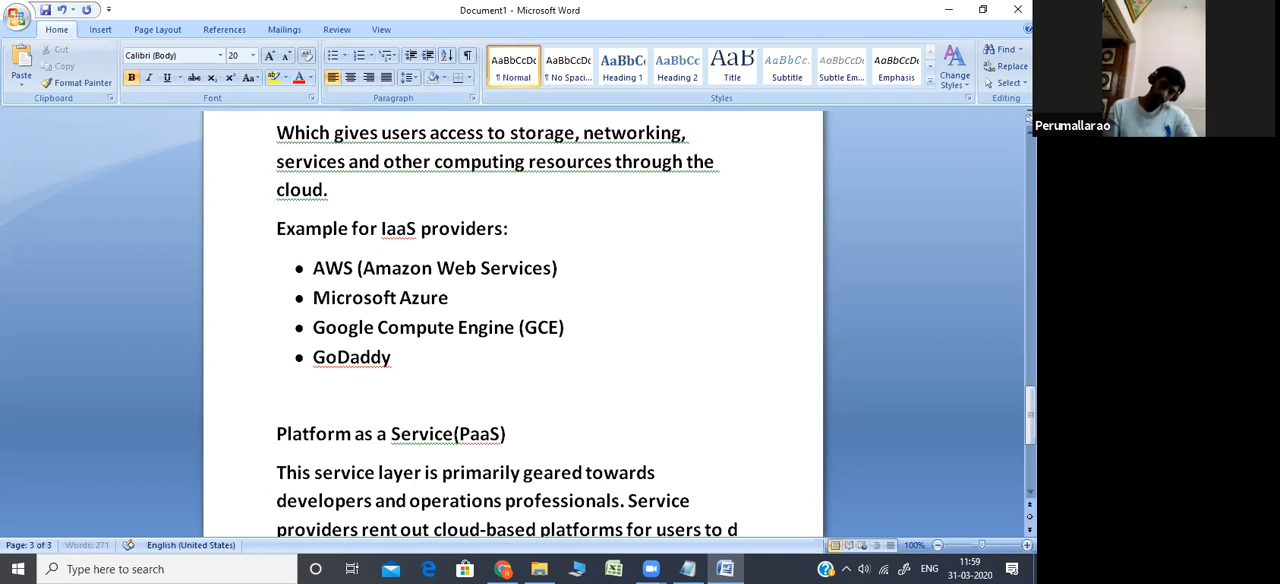 Document1 - Microsoft Word
Home Insert Page Layout References Mailings Review View
Cut
Copy
Format Painter
Paste
Clipboard
Calibri (Body) 20
Font
Paragraph
AaBbCcDc AaBbCcDc AaBbC AaBbCc AaB AaBbCc. AaBbCcD AaBbCcDc
¶ Normal ¶ No Spaci... Heading 1 Heading 2 Title Subtitle Subtle Em... Emphasis
Change
Styles
Styles
Find
Replace
Select
Editing
Perumallarao
Which gives users access to storage, networking,
services and other computing resources through the
cloud.
Example for IaaS providers:
• AWS (Amazon Web Services)
• Microsoft Azure
• Google Compute Engine (GCE)
• GoDaddy
Platform as a Service(PaaS)
This service layer is primarily geared towards
developers and operations professionals. Service
providers rent out cloud-based platforms for users to d
Page: 3 of 3 Words: 271 English (United States) 100%
Type here to search
ENG
11:59
31-03-2020